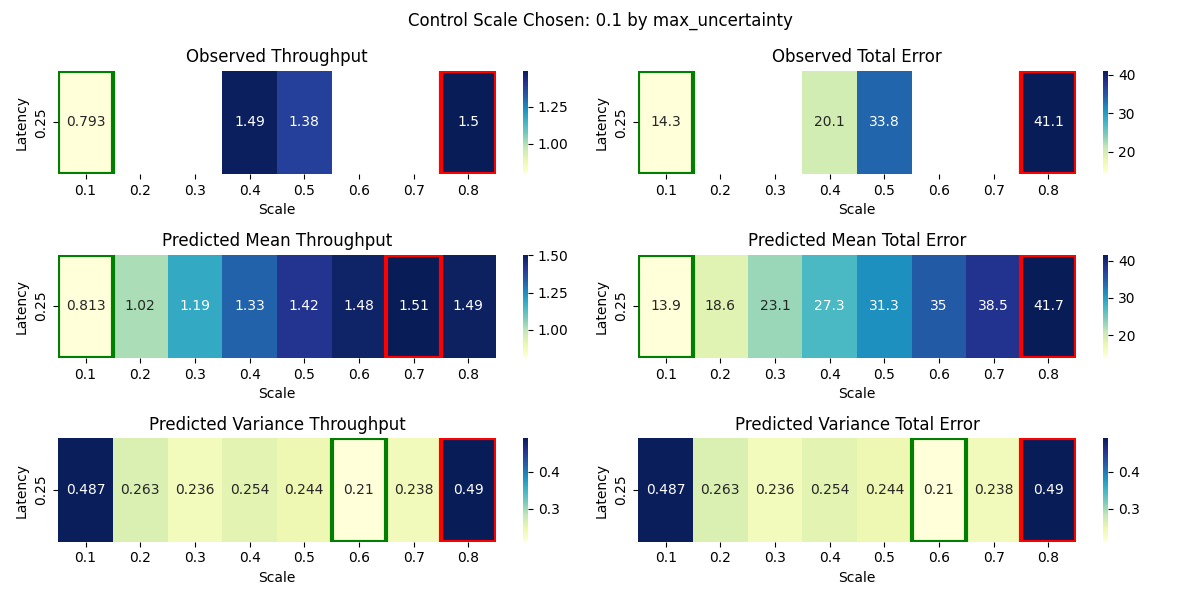 Control Scale Chosen: 0.1 by max_uncertainty
Observed Throughput
Latency
0.25
0.793
1.49
1.38
1.5
1.25
1.00
0.1 0.2 0.3 0.4 0.5 0.6 0.7 0.8
Scale
Observed Total Error
Latency
0.25
14.3
20.1
33.8
41.1
40
30
20
0.1 0.2 0.3 0.4 0.5 0.6 0.7 0.8
Scale
Predicted Mean Throughput
Latency
0.25
0.813 1.02 1.19 1.33 1.42 1.48 1.51 1.49
1.50
1.25
1.00
0.1 0.2 0.3 0.4 0.5 0.6 0.7 0.8
Scale
Predicted Mean Total Error
Latency
0.25
13.9 18.6 23.1 27.3 31.3 35 38.5 41.7
40
30
20
0.1 0.2 0.3 0.4 0.5 0.6 0.7 0.8
Scale
Predicted Variance Throughput
Latency
0.25
0.487 0.263 0.236 0.254 0.244 0.21 0.238 0.49
0.4
0.3
0.1 0.2 0.3 0.4 0.5 0.6 0.7 0.8
Scale
Predicted Variance Total Error
Latency
0.25
0.487 0.263 0.236 0.254 0.244 0.21 0.238 0.49
0.4
0.3
0.1 0.2 0.3 0.4 0.5 0.6 0.7 0.8
Scale